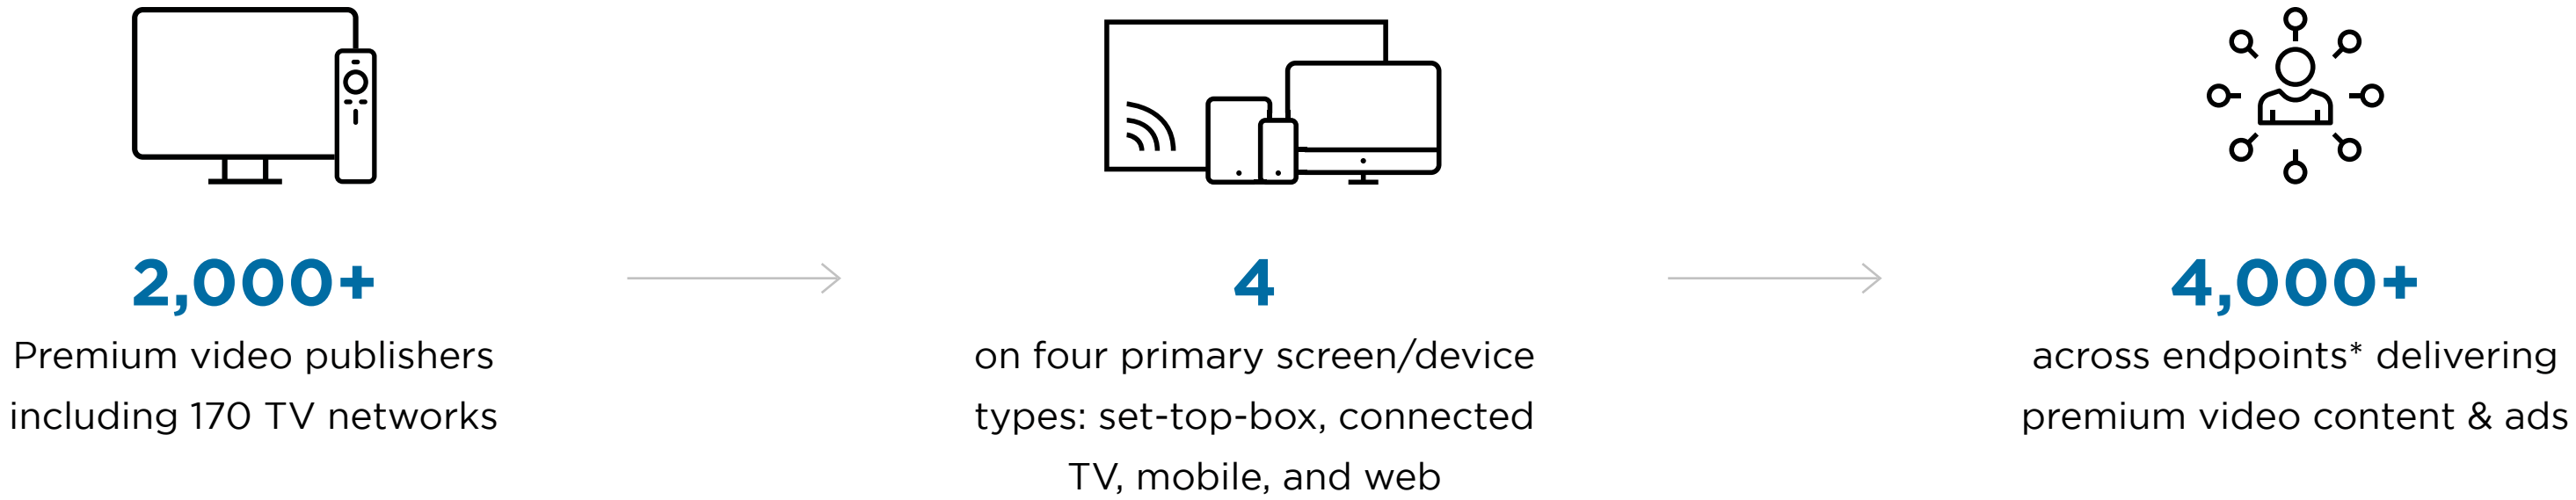 2,000+
Premium video publishers
including 170 TV networks
4
on four primary screen/device
types: set-top-box, connected
TV, mobile, and web
4,000+
across endpoints* delivering
premium video content & ads